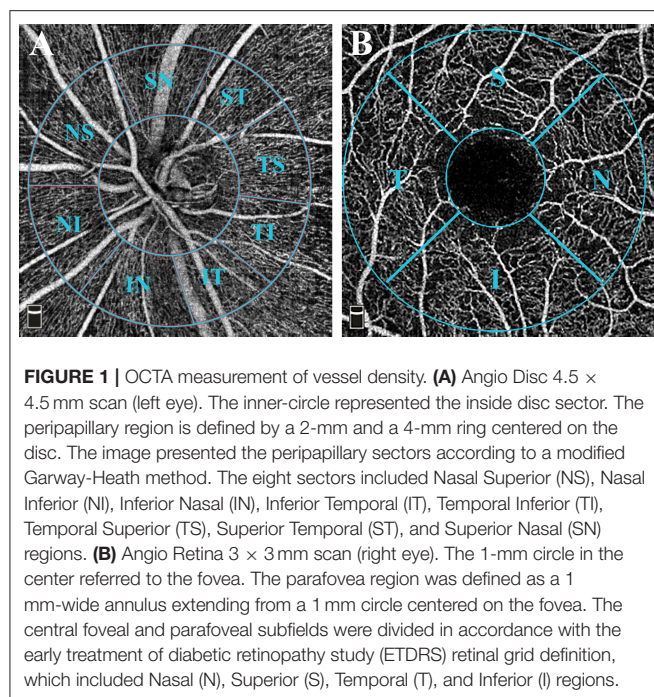 A
SN
ST
NS
TS
NI
TI
IN
IT
B
S
T
N
I
FIGURE 1 | OCTA measurement of vessel density. (A) Angio Disc 4.5 ×
4.5 mm scan (left eye). The inner-circle represented the inside disc sector. The
peripapillary region is defined by a 2-mm and a 4-mm ring centered on the
disc. The image presented the peripapillary sectors according to a modified
Garway-Heath method. The eight sectors included Nasal Superior (NS), Nasal
Inferior (NI), Inferior Nasal (IN), Inferior Temporal (IT), Temporal Inferior (TI),
Temporal Superior (TS), Superior Temporal (ST), and Superior Nasal (SN)
regions. (B) Angio Retina 3 × 3 mm scan (right eye). The 1-mm circle in the
center referred to the fovea. The parafovea region was defined as a 1
mm-wide annulus extending from a 1 mm circle centered on the fovea. The
central foveal and parafoveal subfields were divided in accordance with the
early treatment of diabetic retinopathy study (ETDRS) retinal grid definition,
which included Nasal (N), Superior (S), Temporal (T), and Inferior (I) regions.